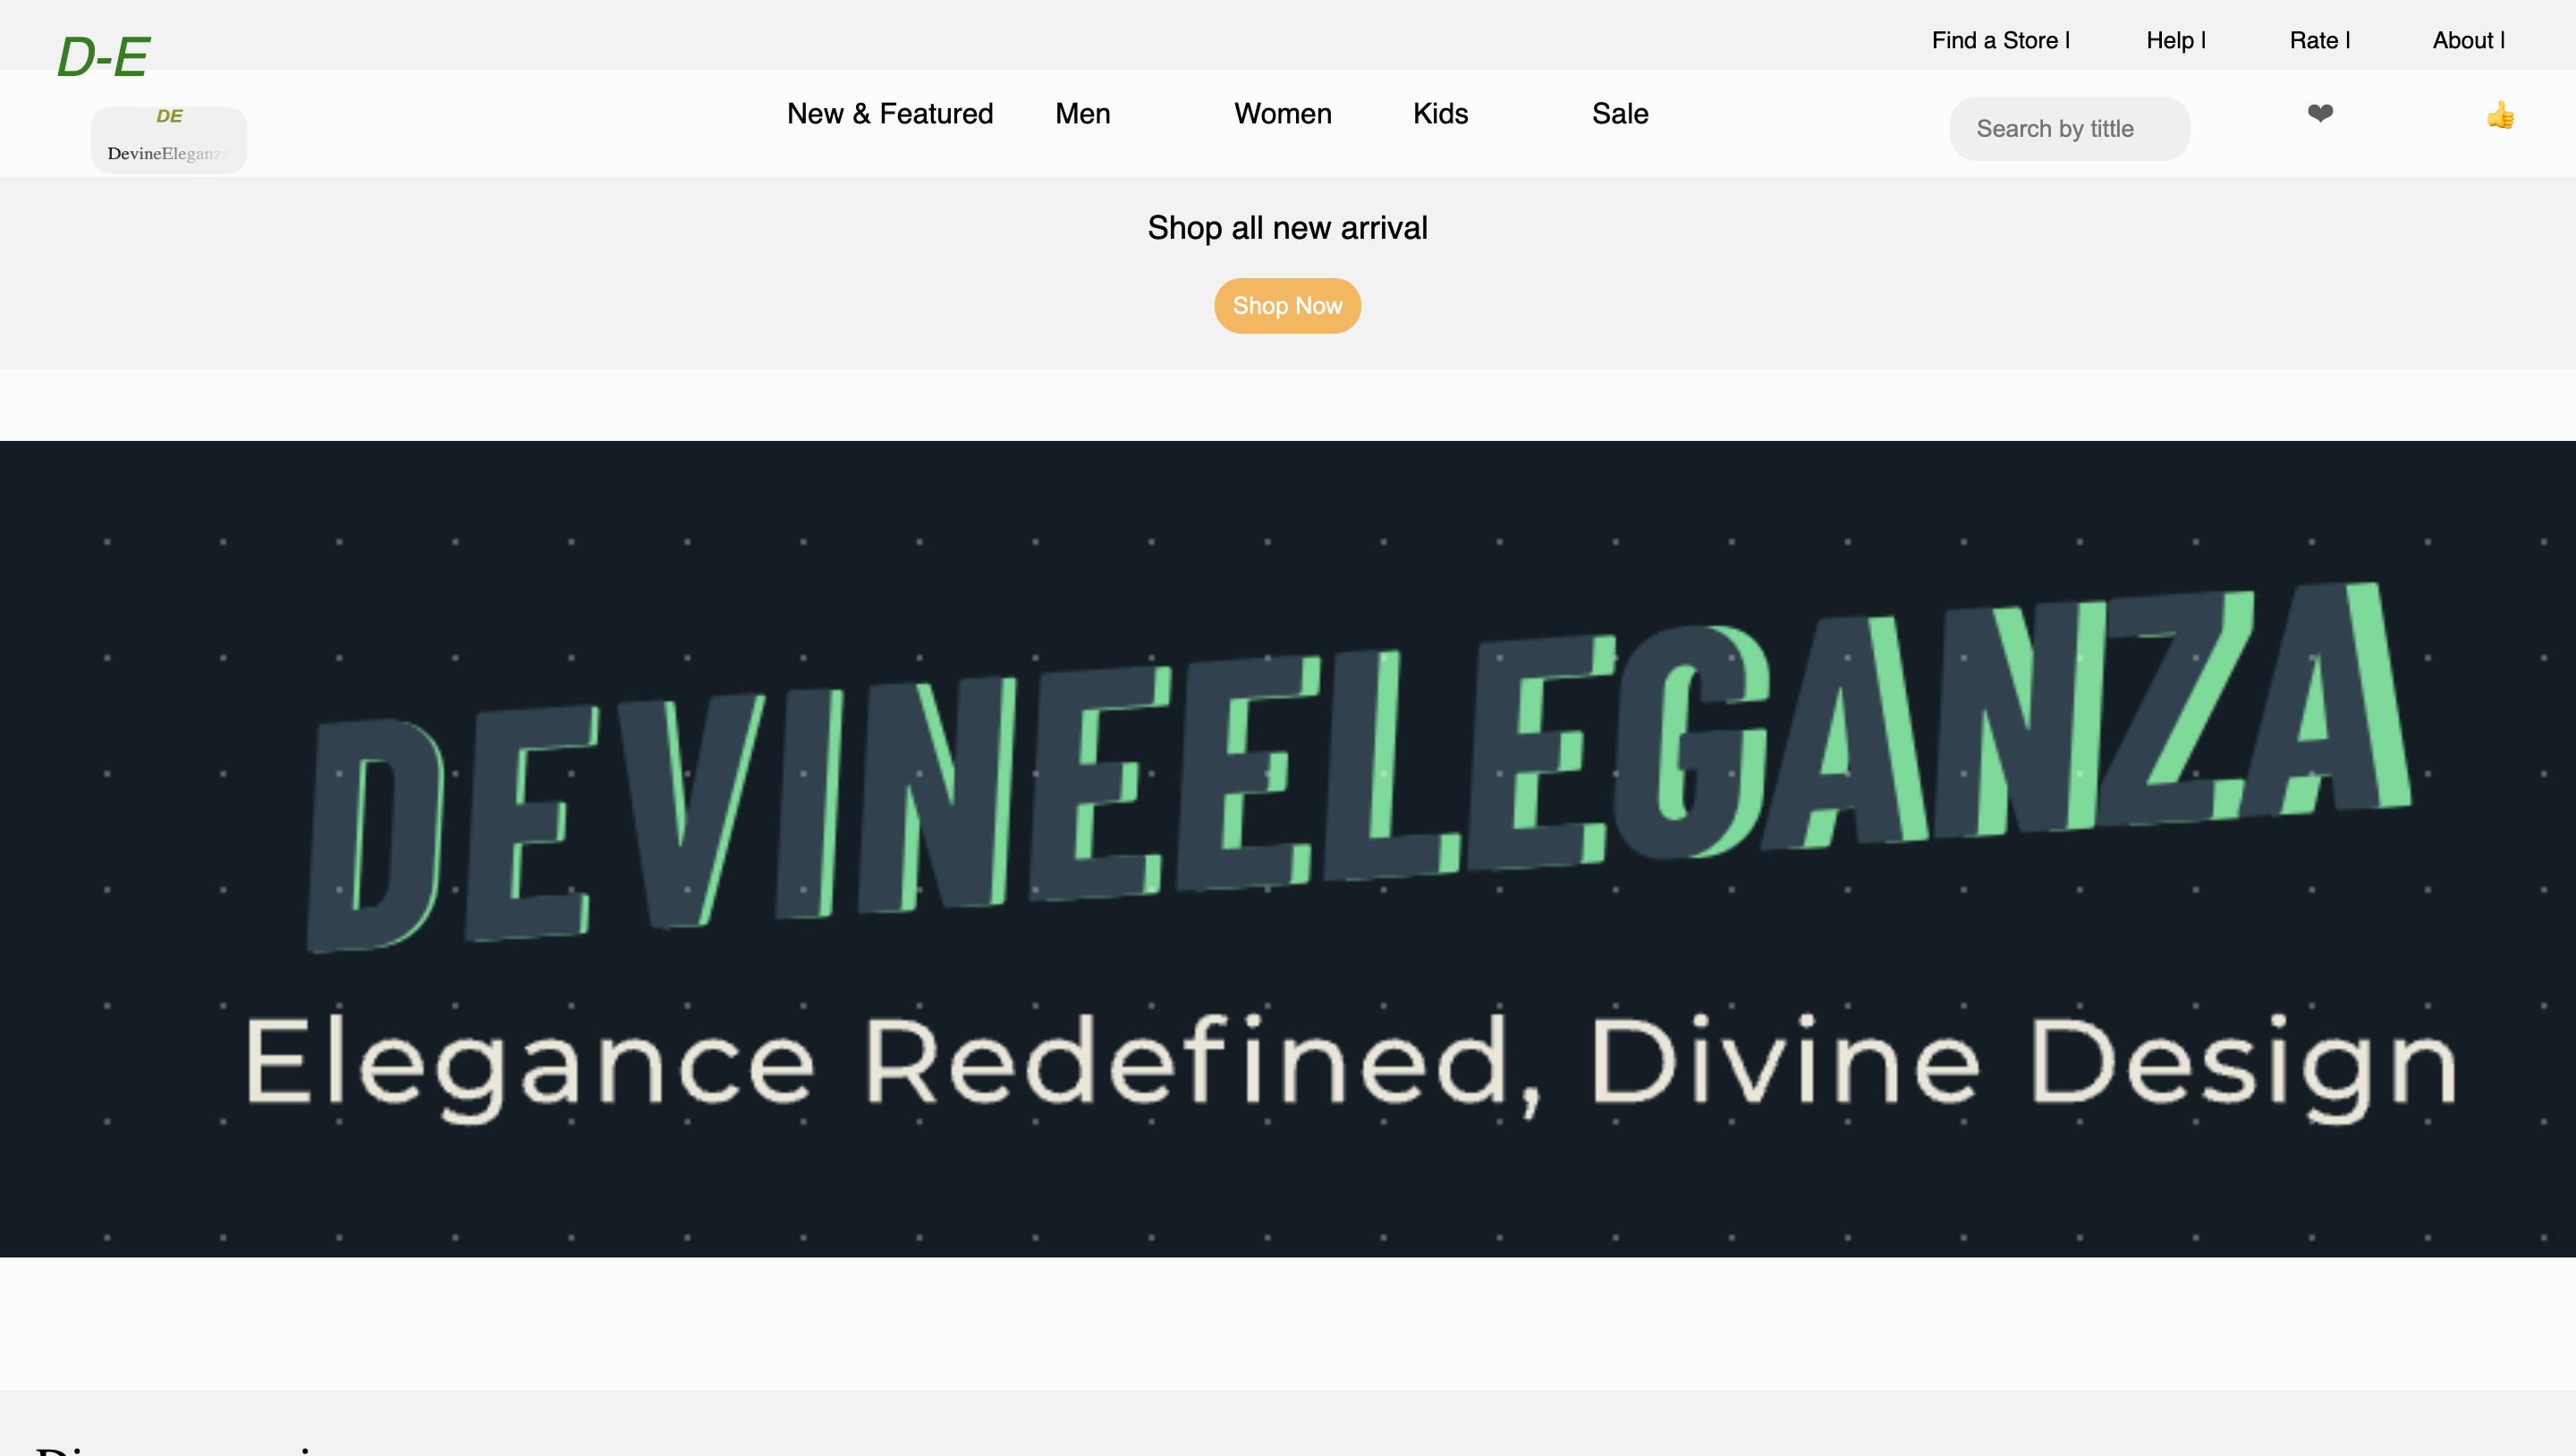 D-E
Find a Store |
Help |
Rate |
About |
DE
DevineEleganza
New & Featured
Men
Women
Kids
Sale
Search by tittle
Shop all new arrival
Shop Now
DEVINEELEGANZA
Elegance Redefined, Divine Design